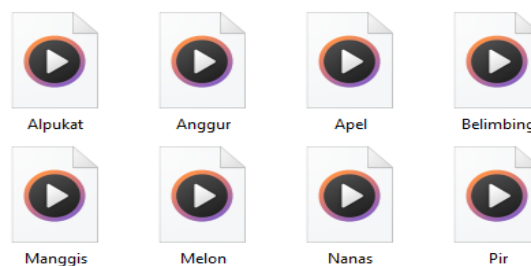 Alpukat
Anggur
Apel
Belimbing
Manggis
Melon
Nanas
Pir